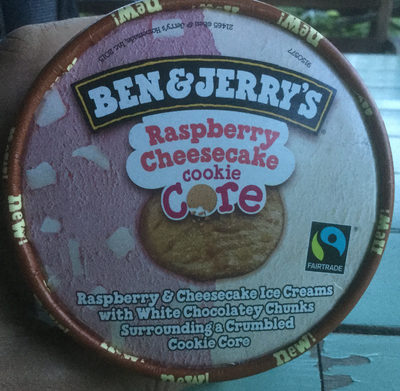 New!
BEN & JERRY'S
Raspberry
Cheesecake
cookie
Core
FAIRTRADE
Raspberry & Cheesecake Ice Creams
with White Chocolatey Chunks
Surrounding a Crumbled
Cookie Core
New!
New!
New!
New!